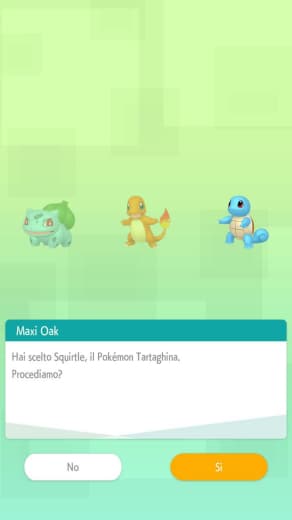 Maxi Oak
Hai scelto Squirtle, il Pokémon Tartaghina.
Procediamo?
No
Sì